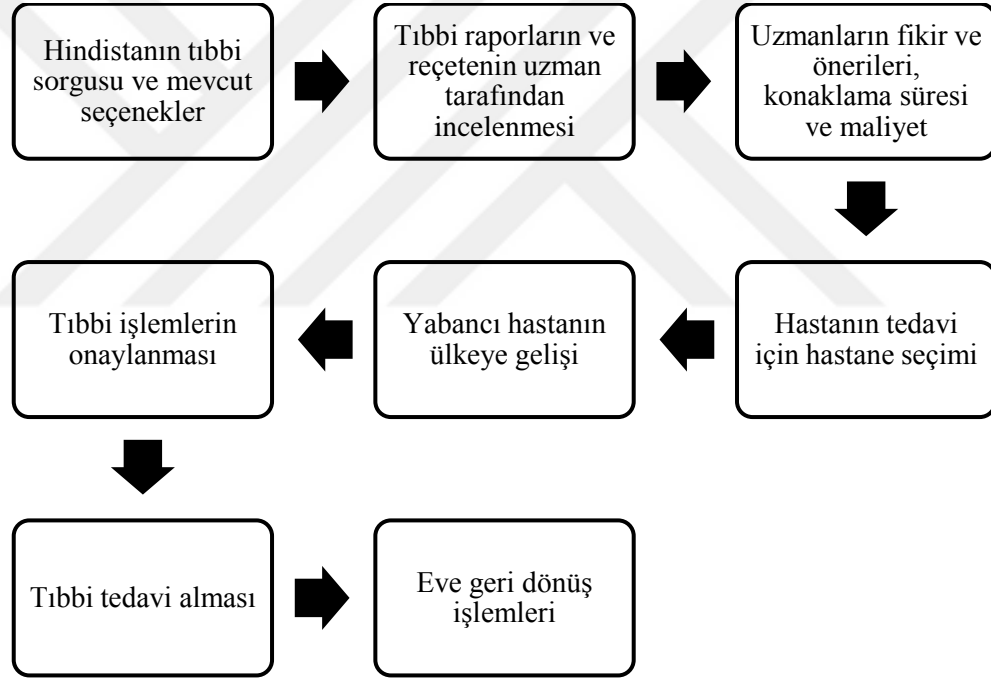 Hindistanın tıbbi
sorgusu ve mevcut
seçenekler
Tıbbi raporların ve
reçetenin uzman
tarafından
incelenmesi
Uzmanların fikir ve
önerileri,
konaklama süresi
ve maliyet
Hastanın tedavi
için hastane seçimi
Yabancı hastanın
ülkeye gelişi
Tıbbi işlemlerin
onaylanması
Tıbbi tedavi alması
Eve geri dönüş
işlemleri